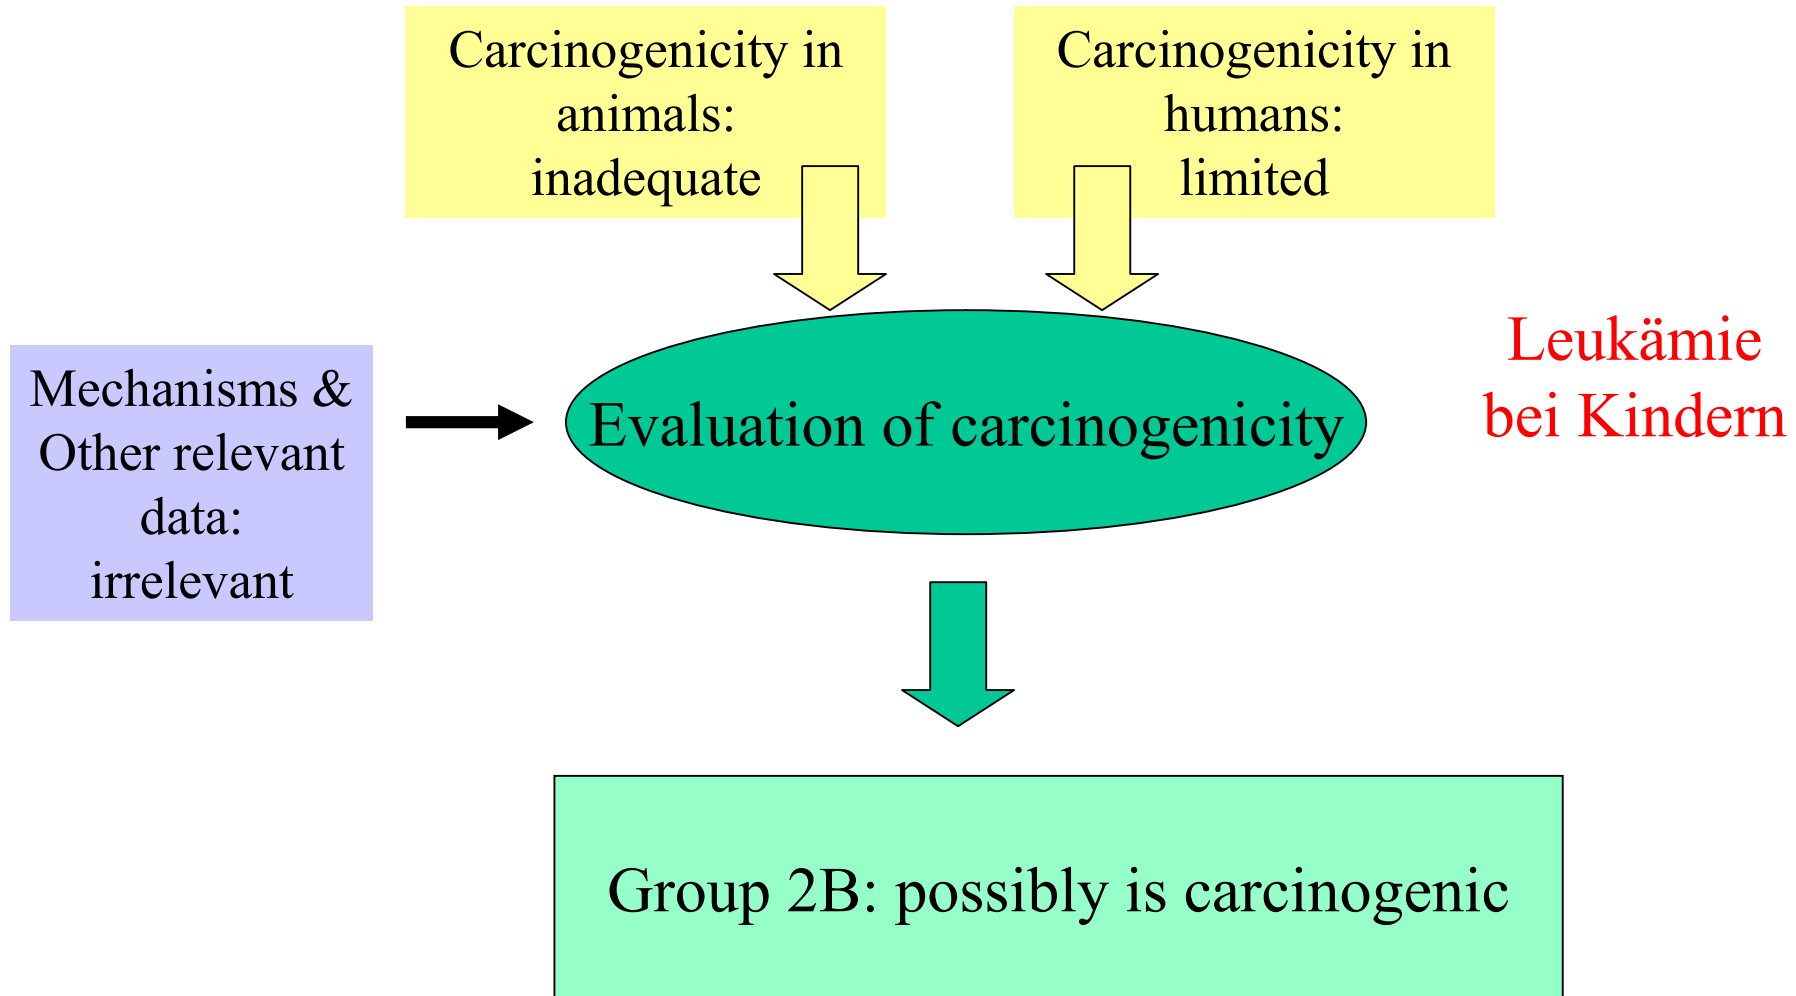 Carcinogenicity in
animals:
inadequate
Carcinogenicity in
humans:
limited
Mechanisms &
Other relevant
data:
irrelevant
Evaluation of carcinogenicity
Leukämie
bei Kindern
Group 2B: possibly is carcinogenic